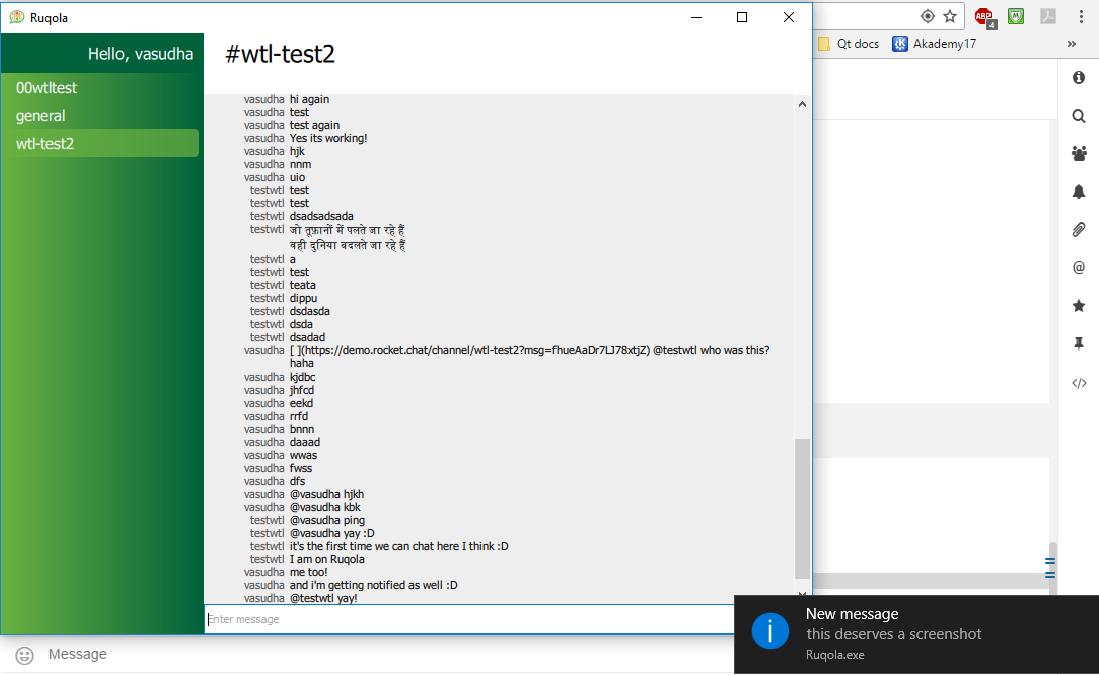 Ruqola
Hello, vasudha
00wtltest
general
wtl-test2
#wtl-test2
vasudha hi again
vasudha test
vasudha test again
vasudha Yes its working!
vasudha hjk
vasudha nnm
vasudha uio
testwtl test
testwtl test
testwtl dsadsadsada
testwtl जो तूफ़ानों में पलते जा रहे हैं
वही दुनिया बदलते जा रहे हैं
testwtl a
testwtl test
testwtl teata
testwtl dippu
testwtl dsdasda
testwtl dsda
testwtl dsadad
vasudha [ ](https://demo.rocket.chat/channel/wtl-test2?msg=fhueAaDr7LJ78xtjZ) @testwtl who was this?
haha
vasudha kjdbc
vasudha jhfcd
vasudha eekd
vasudha rrfd
vasudha bnnn
vasudha daaad
vasudha wwas
vasudha fwss
vasudha dfs
vasudha @vasudha hjkh
vasudha @vasudha kbk
testwtl @vasudha ping
testwtl @vasudha yay :D
testwtl it's the first time we can chat here I think :D
testwtl I am on Ruqola
vasudha me too!
vasudha and i'm getting notified as well :D
vasudha @testwtl yay!
Enter message
Message
ABP
4
Qt docs
Akademy17
»
@
</>
New message
this deserves a screenshot
Ruqola.exe